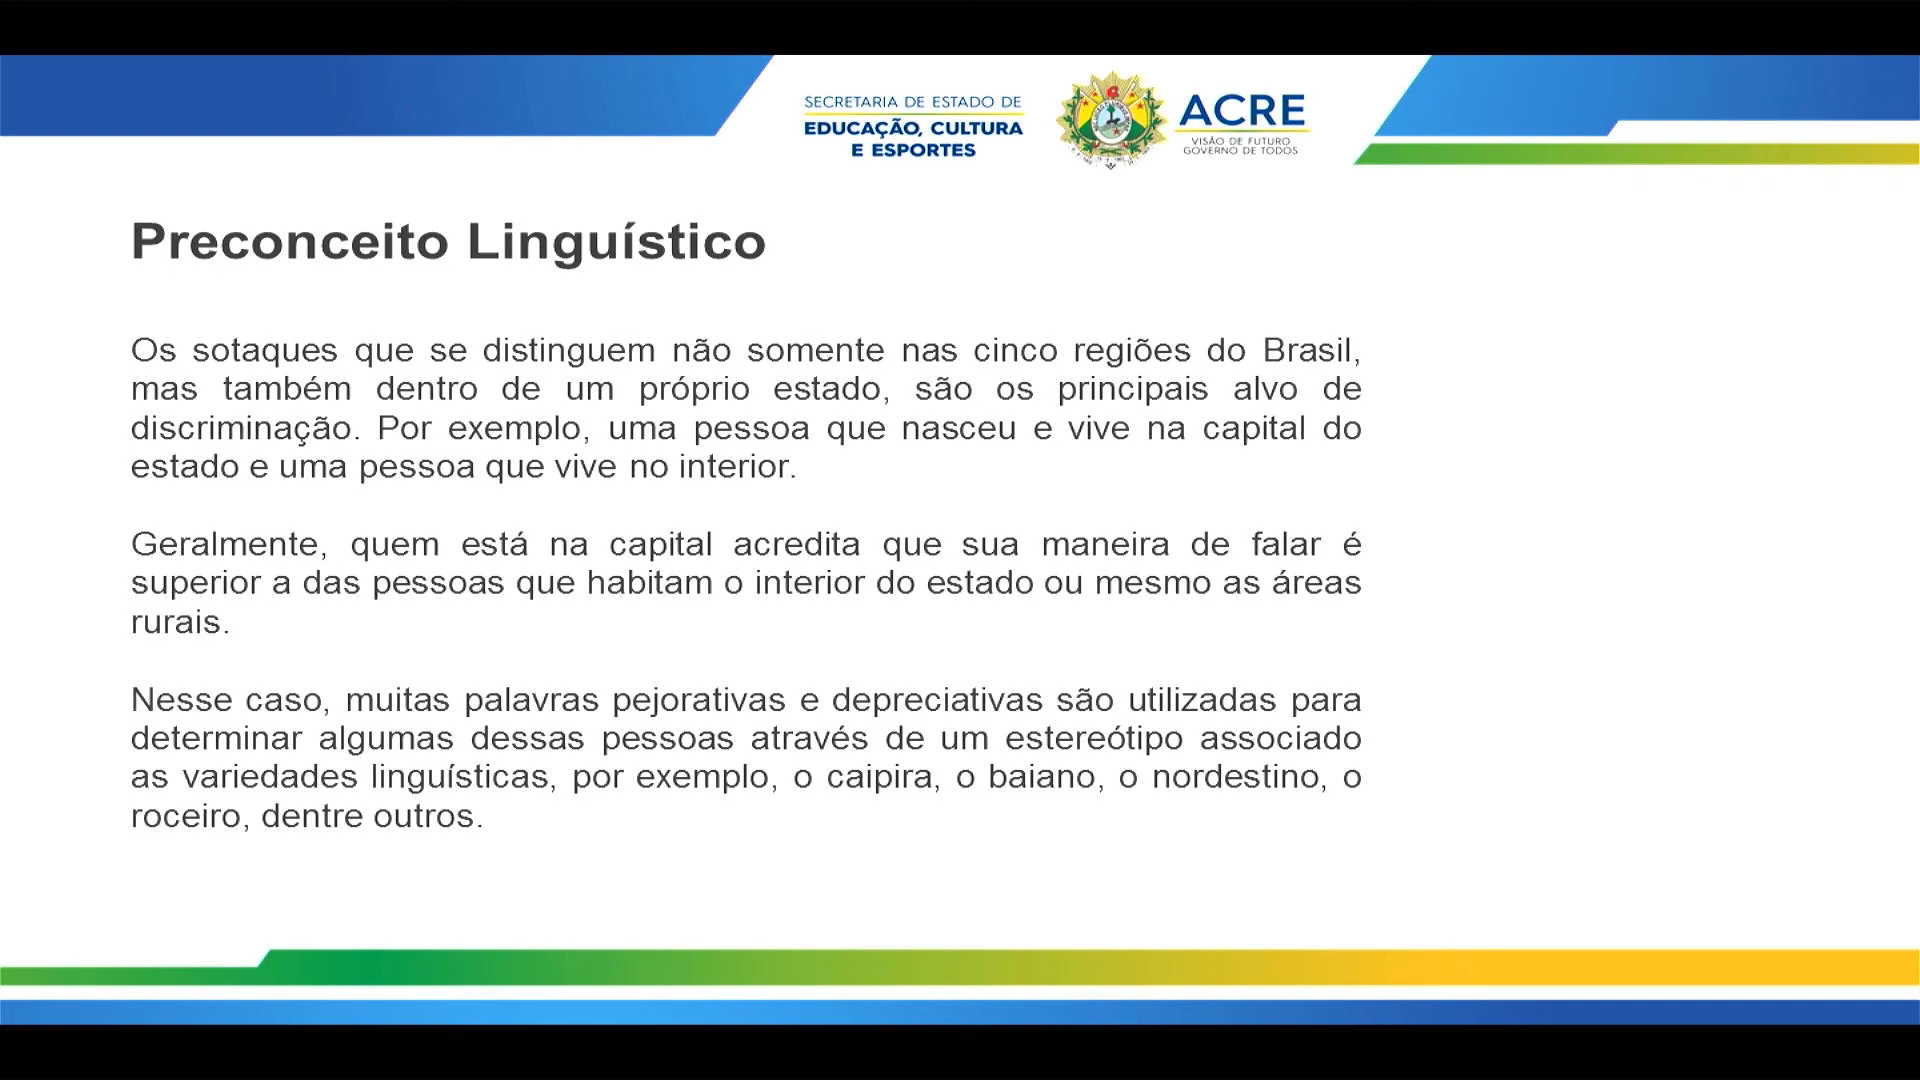 SECRETARIA DE ESTADO DE
EDUCAÇÃO, CULTURA
E ESPORTES
ACRE
VISÃO DE FUTURO
GOVERNO DE TODOS
Preconceito Linguístico
Os sotaques que se distinguem não somente nas cinco regiões do Brasil,
mas também dentro de um próprio estado, são os principais alvo de
discriminação. Por exemplo, uma pessoa que nasceu e vive na capital do
estado e uma pessoa que vive no interior.
Geralmente, quem está na capital acredita que sua maneira de falar é
superior a das pessoas que habitam o interior do estado ou mesmo as áreas
rurais.
Nesse caso, muitas palavras pejorativas e depreciativas são utilizadas para
determinar algumas dessas pessoas através de um estereótipo associado
as variedades linguísticas, por exemplo, o caipira, o baiano, o nordestino, o
roceiro, dentre outros.